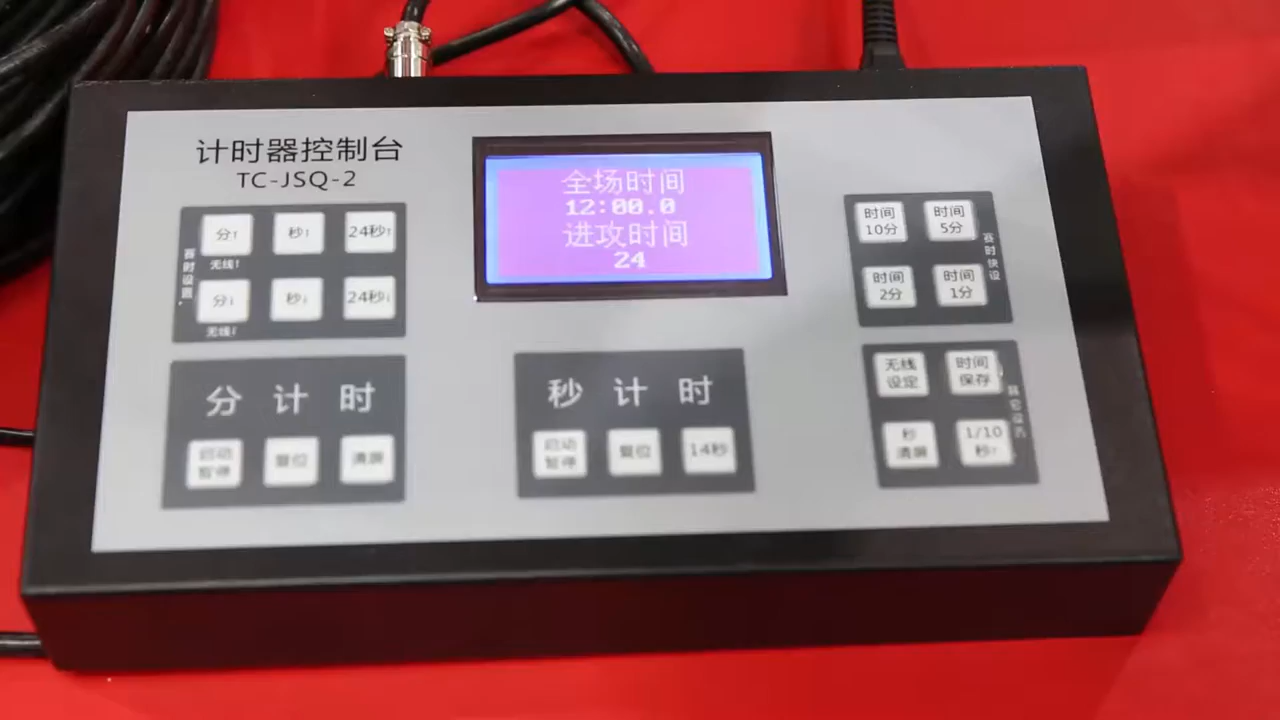 计时器控制台
TC-JSQ-2
全场时间
12:00.0
进攻时间
24
赛时设置
分↑
秒↑
24秒↑
无线↑
分↓
秒↓
24秒↓
无线↓
时间
10分
时间
5分
时间
2分
时间
1分
赛时快设
分计时
启动
暂停
复位
清屏
秒计时
启动
暂停
复位
14秒
无线
设定
时间
保存
秒
清屏
1/10
秒↑